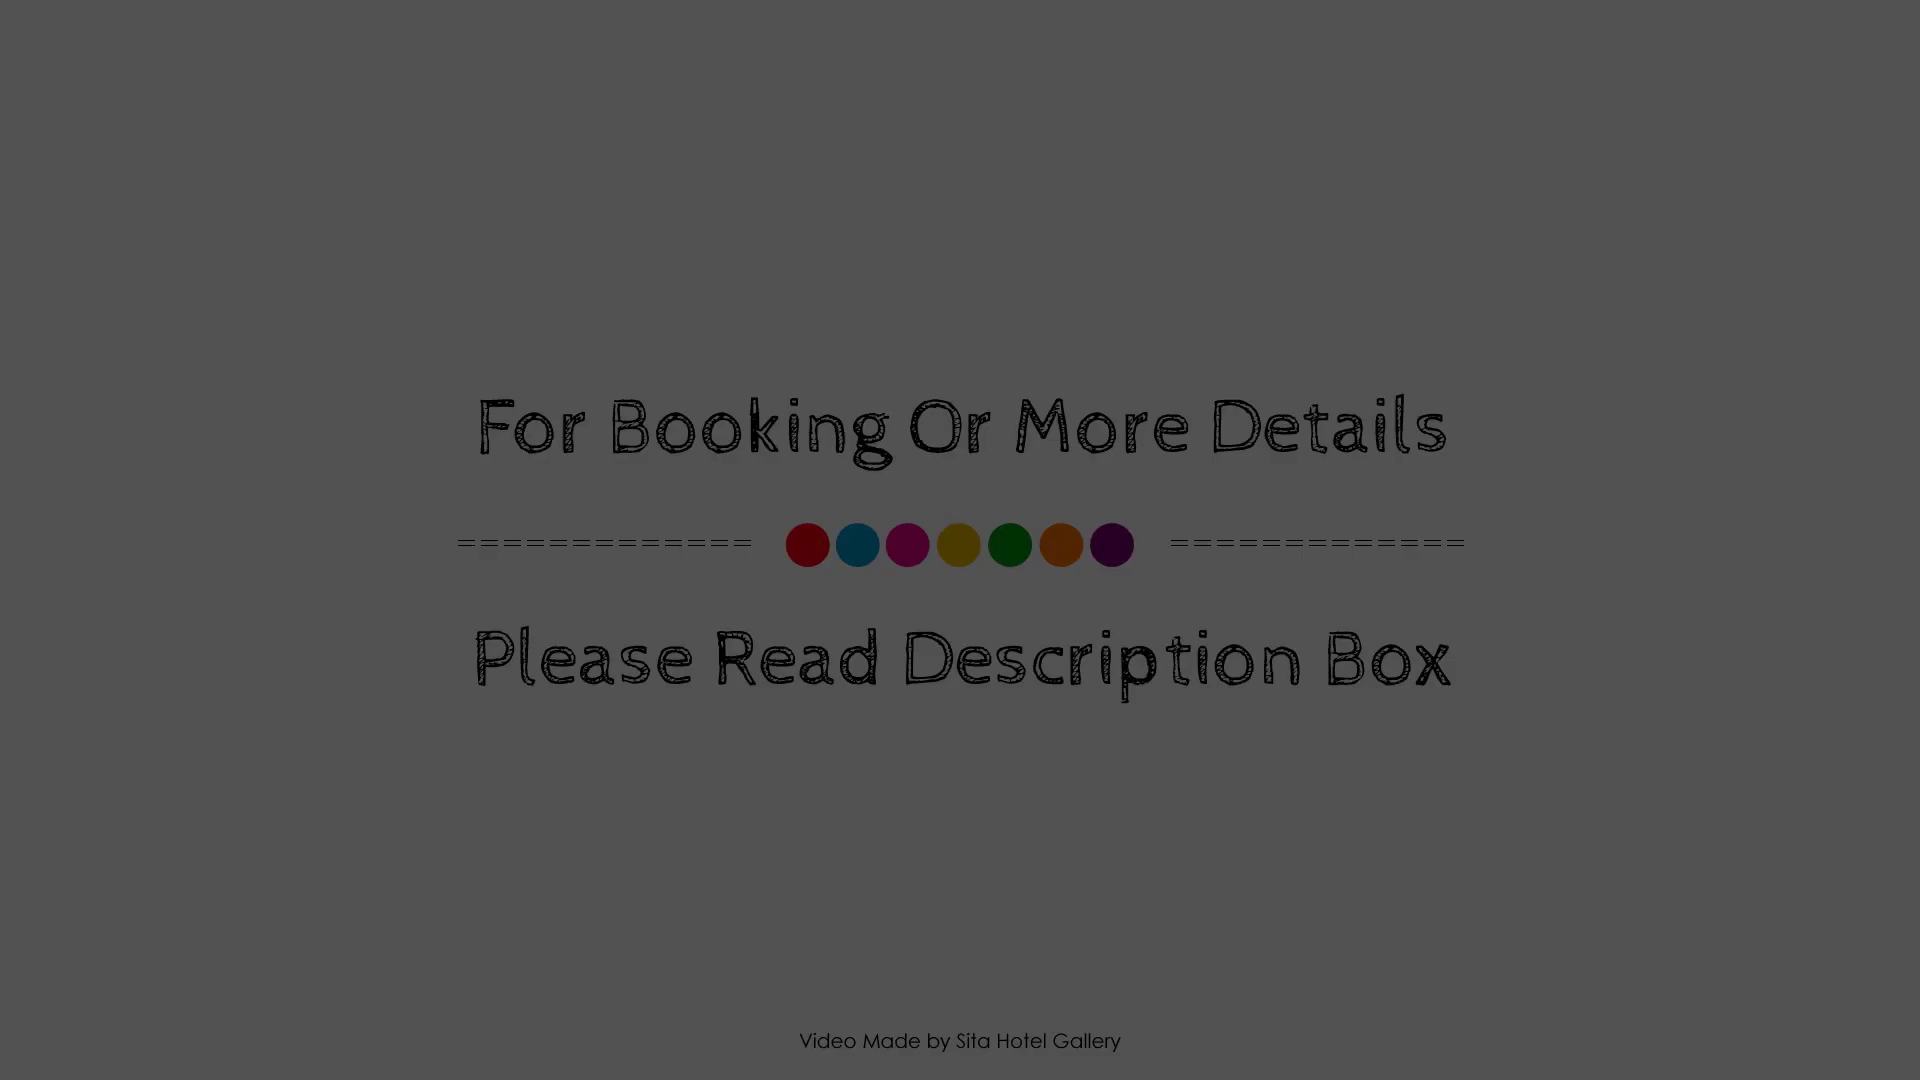 For Booking Or More Details
============= =============
Please Read Description Box
Video Made by Sita Hotel Gallery